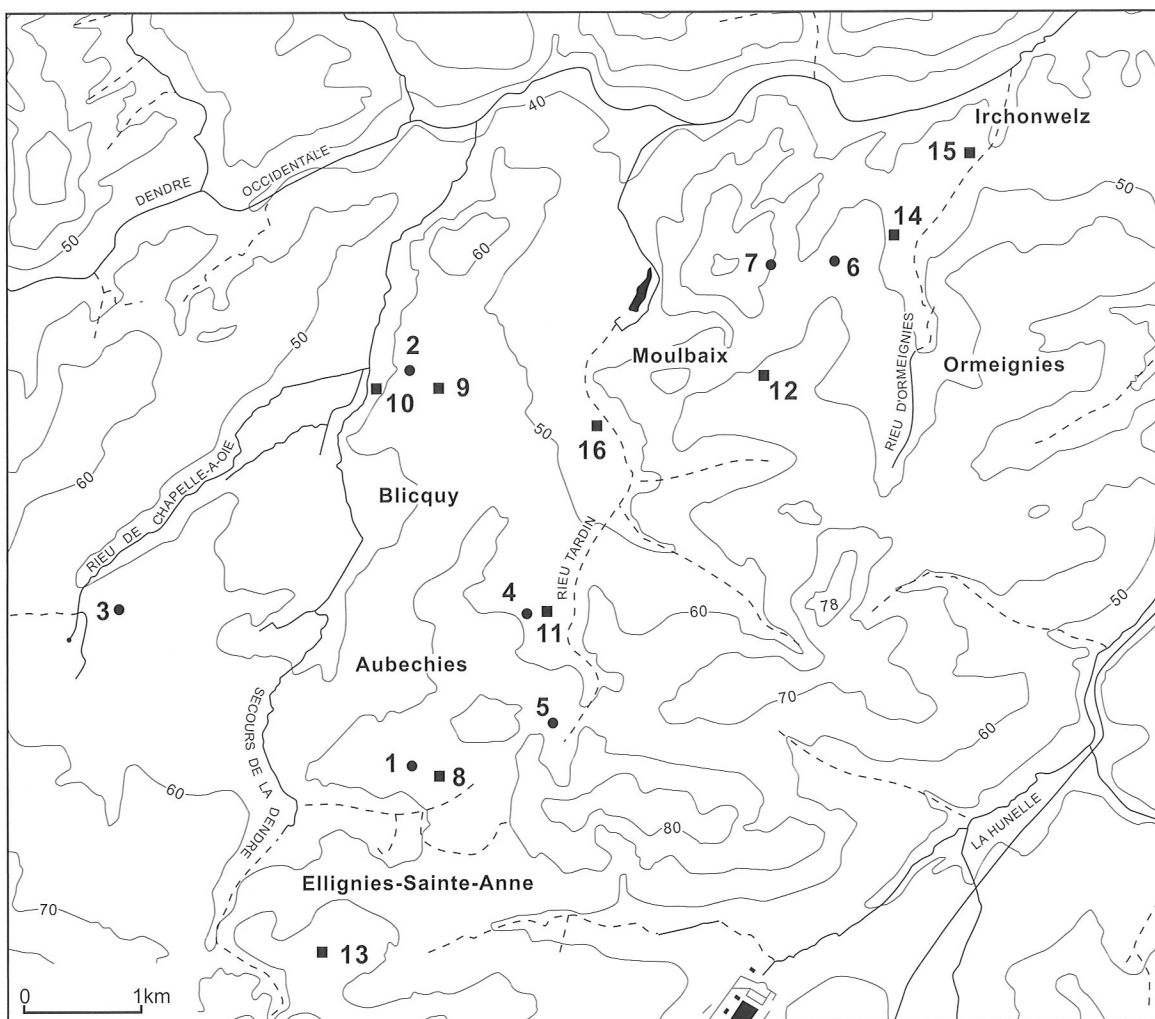 40
Irchonwelz
15
OCCIDENTALE
DENDRE
50
50
14
60
7
6
50
2
Moulbaix
Ormeignies
10
9
12
RIEU D'ORMEIGNIES
16
50
60
RIEU DE CHAPELLE-A-OIE
Blicquy
RIEU TARDIN
3
4
11
78
60
50
Aubechies
SECOURS DE LA DENDRE
5
70
60
1
8
60
80
LA HUNELLE
Ellignies-Sainte-Anne
70
13
0
1km